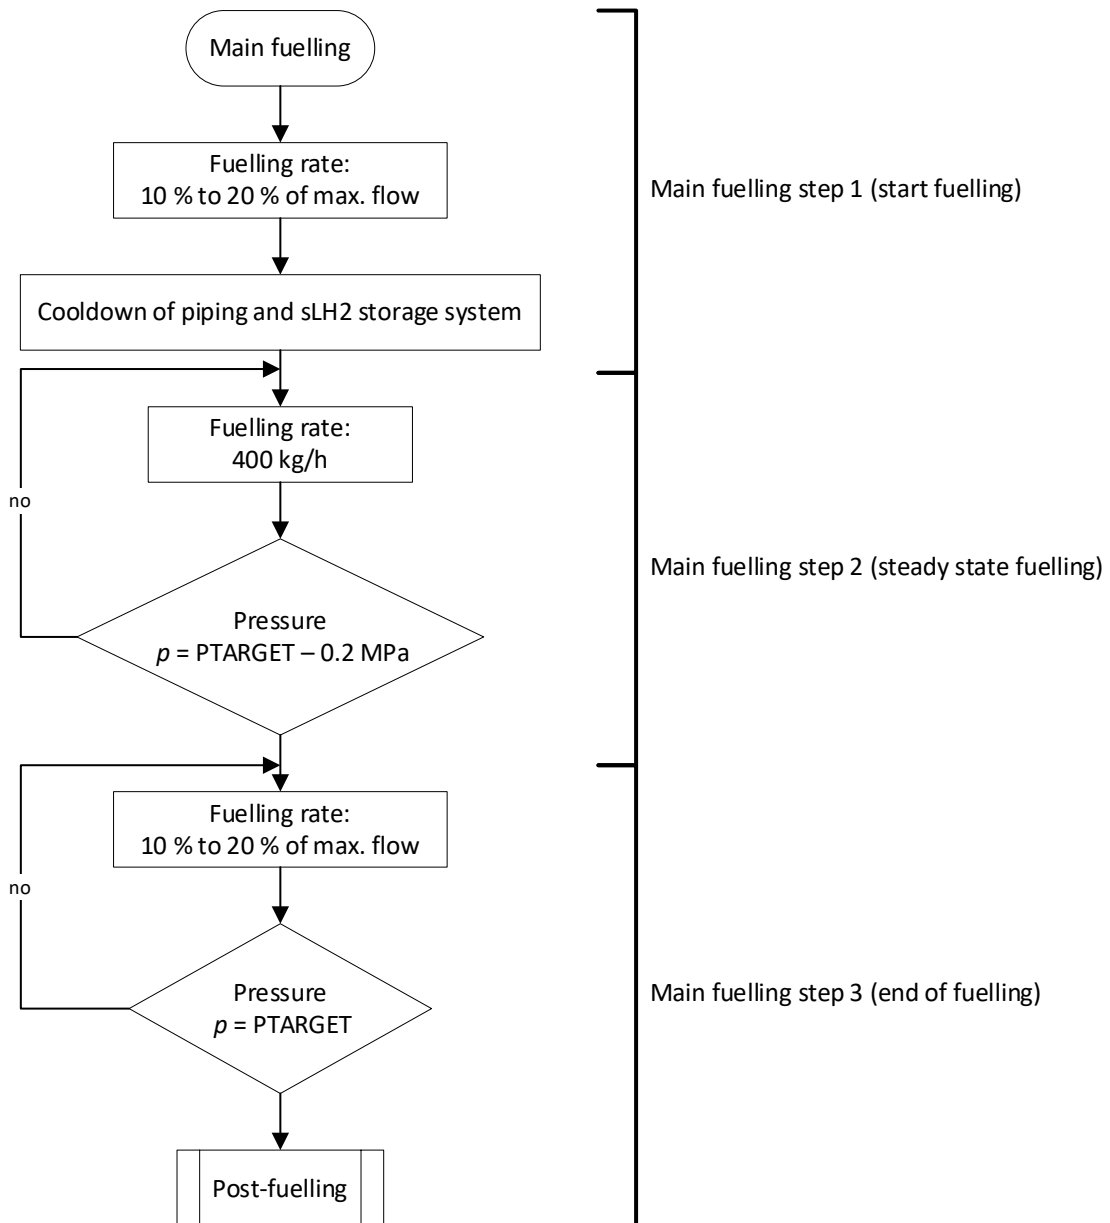 Main fuelling
Fuelling rate:
10 % to 20 % of max. flow
Main fuelling step 1 (start fuelling)
Cooldown of piping and sLH2 storage system
Fuelling rate:
400 kg/h
no
Main fuelling step 2 (steady state fuelling)
Pressure
p = PTARGET – 0.2 MPa
Fuelling rate:
10 % to 20 % of max. flow
no
Pressure
p = PTARGET
Main fuelling step 3 (end of fuelling)
Post-fuelling